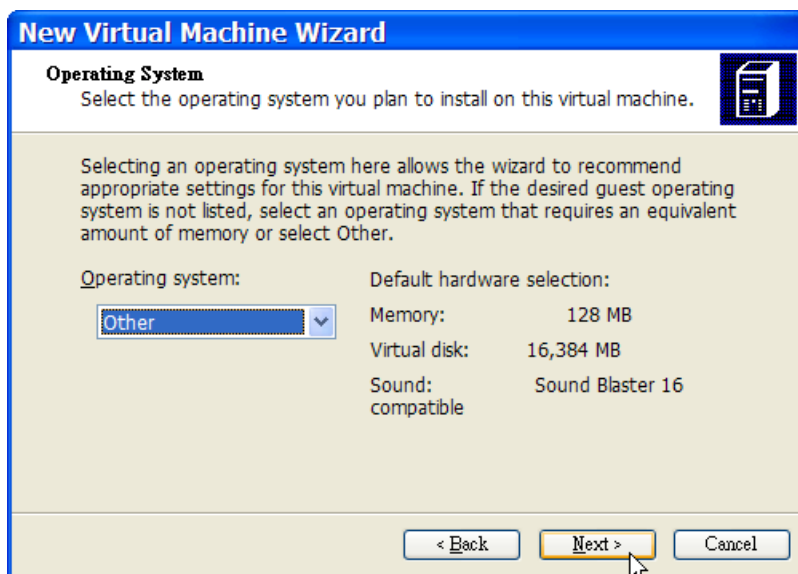 New Virtual Machine Wizard
Operating System
Select the operating system you plan to install on this virtual machine.
Selecting an operating system here allows the wizard to recommend
appropriate settings for this virtual machine. If the desired guest operating
system is not listed, select an operating system that requires an equivalent
amount of memory or select Other.
Operating system: Default hardware selection:
Other
Memory: 128 MB
Virtual disk: 16,384 MB
Sound: Sound Blaster 16
compatible
< Back Next > Cancel